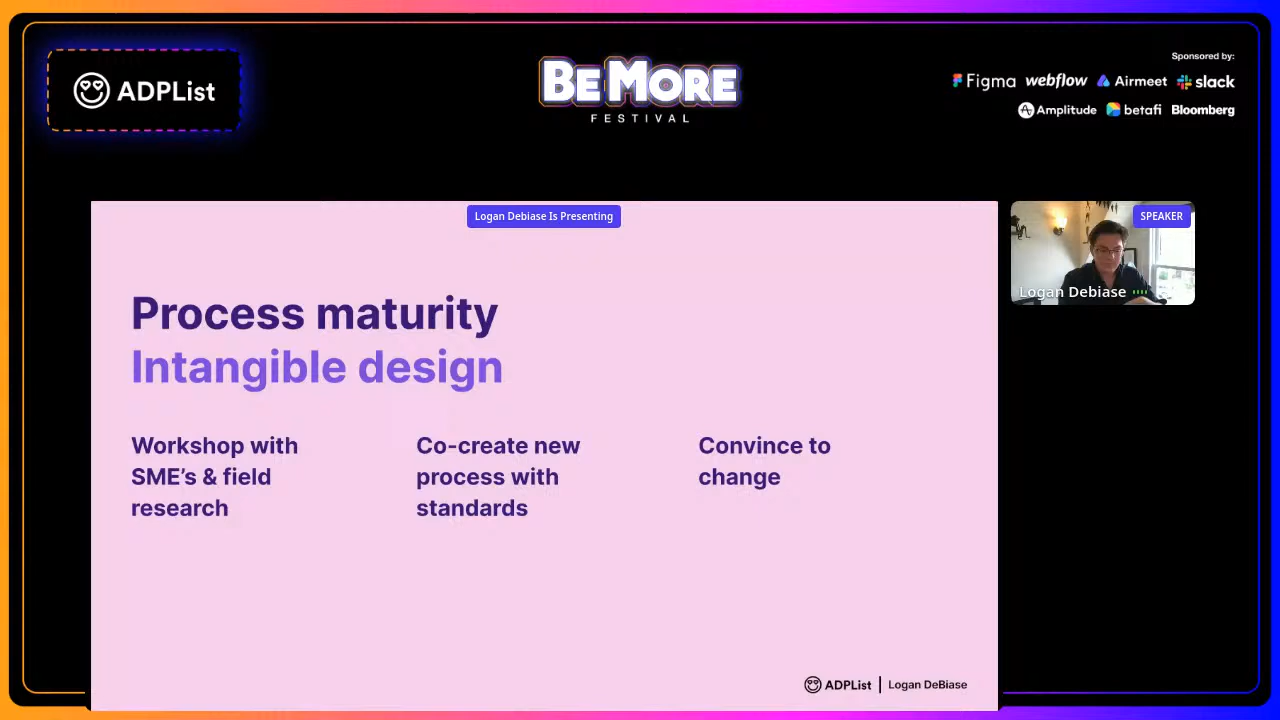 ADPList
BE MORE
FESTIVAL
Sponsored by:
Figma webflow Airmeet slack
Amplitude betafi Bloomberg
Logan Debiase Is Presenting
SPEAKER
Logan Debiase
Process maturity
Intangible design
Workshop with
SME's & field
research
Co-create new
process with
standards
Convince to
change
ADPList | Logan DeBiase